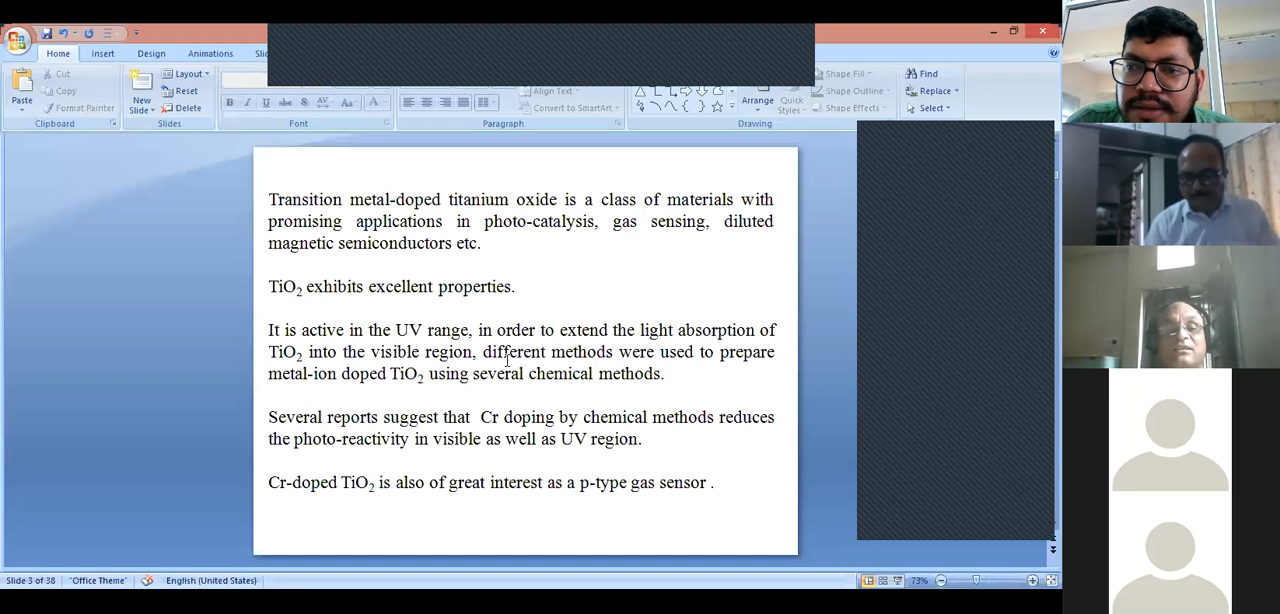 Home Insert Design Animations
Cut
Copy
Paste
Format Painter
Clipboard
New
Slide
Layout
Reset
Delete
Slides
B I U abc S AV Aa A
Font
Align Text
Convert to SmartArt
Paragraph
Arrange
Quick
Styles
Shape Fill
Shape Outline
Shape Effects
Drawing
Find
Replace
Select
Editing
Transition metal-doped titanium oxide is a class of materials with
promising applications in photo-catalysis, gas sensing, diluted
magnetic semiconductors etc.
TiO2 exhibits excellent properties.
It is active in the UV range, in order to extend the light absorption of
TiO2 into the visible region, different methods were used to prepare
metal-ion doped TiO2 using several chemical methods.
Several reports suggest that Cr doping by chemical methods reduces
the photo-reactivity in visible as well as UV region.
Cr-doped TiO2 is also of great interest as a p-type gas sensor .
Slide 3 of 38 "Office Theme" English (United States) 73%